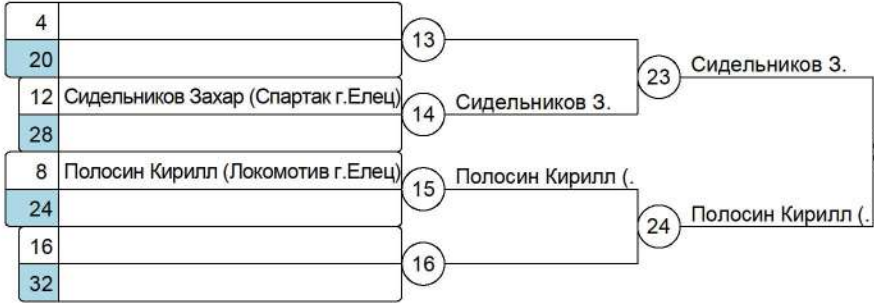 4
13
20
23
Сидельников З.
12 Сидельников Захар (Спартак г.Елец)
14
Сидельников З.
28
8 Полосин Кирилл (Локомотив г.Елец)
15
Полосин Кирилл (.
24
24
Полосин Кирилл (.
16
16
32